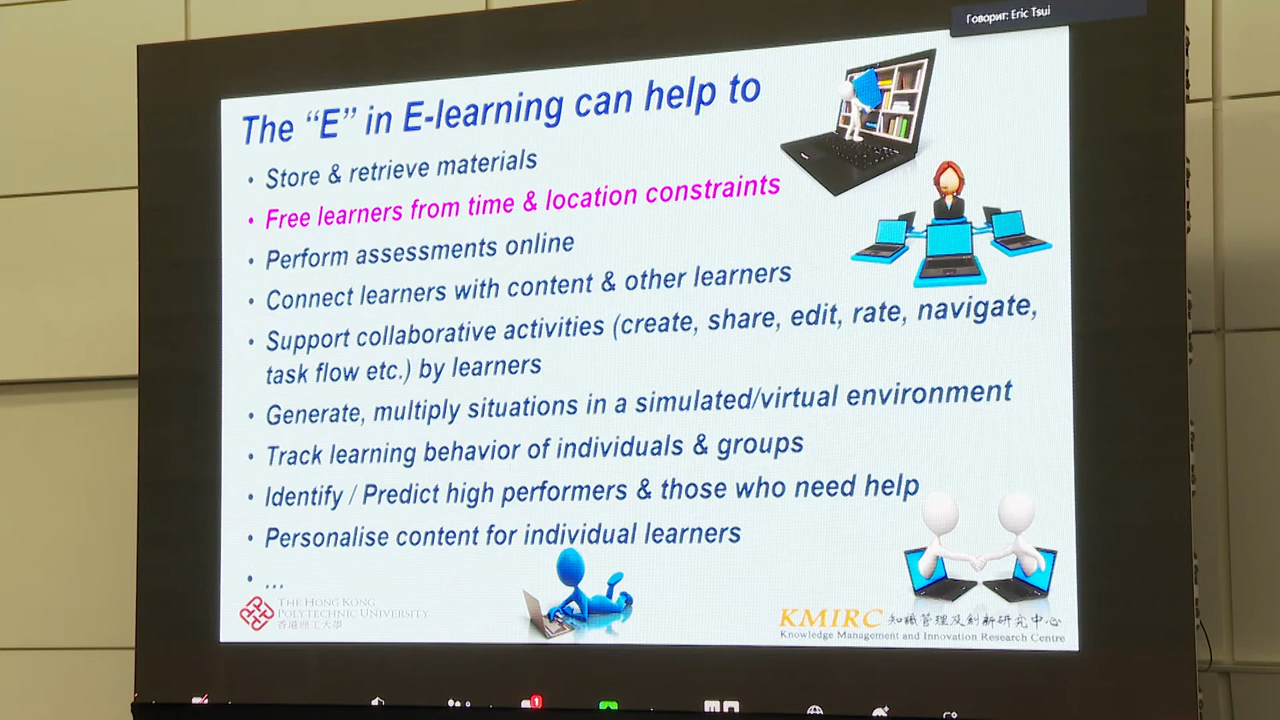 Говорит: Eric Tsui
The “E” in E-learning can help to
• Store & retrieve materials
• Free learners from time & location constraints
• Perform assessments online
• Connect learners with content & other learners
• Support collaborative activities (create, share, edit, rate, navigate,
task flow etc.) by learners
• Generate, multiply situations in a simulated/virtual environment
• Track learning behavior of individuals & groups
• Identify / Predict high performers & those who need help
• Personalise content for individual learners
• ...
THE HONG KONG
POLYTECHNIC UNIVERSITY
香港理工大學
KMIRC 知識管理及創新研究中心
Knowledge Management and Innovation Research Centre
1